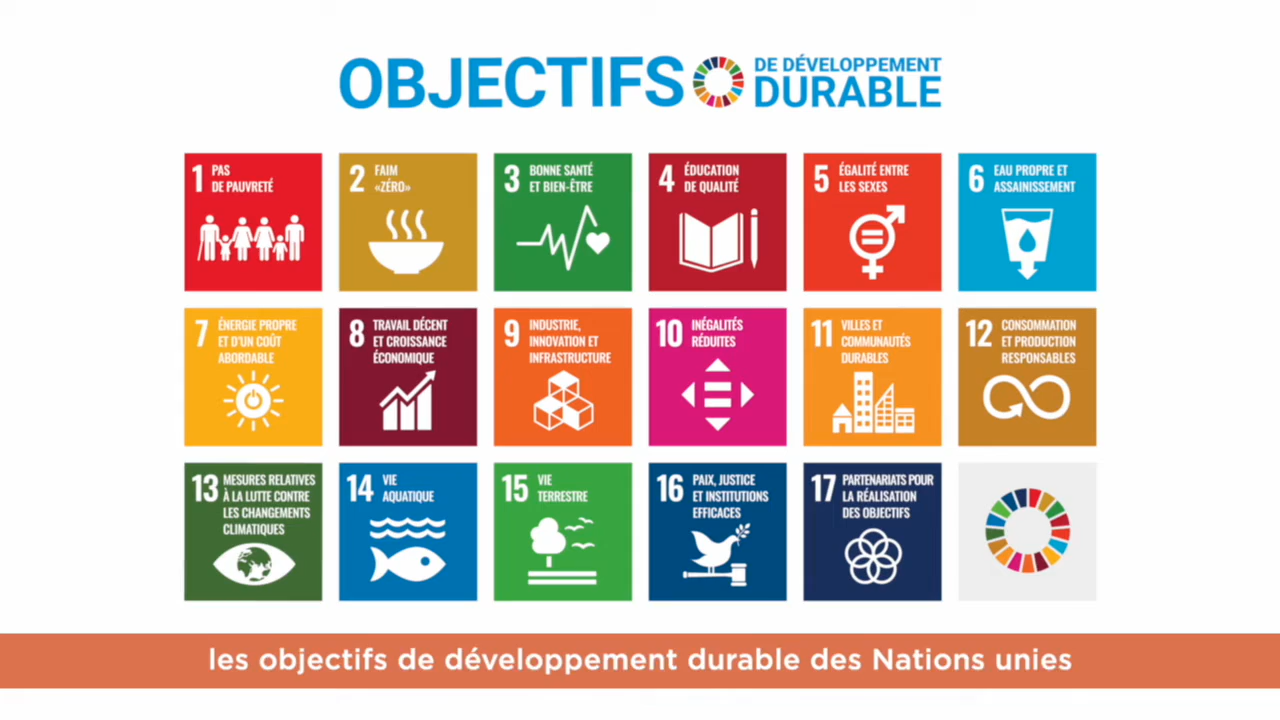 OBJECTIFS DE DÉVELOPPEMENT
DURABLE
1 PAS
DE PAUVRETÉ
2 FAIM
«ZÉRO»
3 BONNE SANTÉ
ET BIEN-ÊTRE
4 ÉDUCATION
DE QUALITÉ
5 ÉGALITÉ ENTRE
LES SEXES
6 EAU PROPRE ET
ASSAINISSEMENT
7 ÉNERGIE PROPRE
ET D'UN COÛT
ABORDABLE
8 TRAVAIL DÉCENT
ET CROISSANCE
ÉCONOMIQUE
9 INDUSTRIE,
INNOVATION ET
INFRASTRUCTURE
10 INÉGALITÉS
RÉDUITES
11 VILLES ET
COMMUNAUTÉS
DURABLES
12 CONSOMMATION
ET PRODUCTION
RESPONSABLES
13 MESURES RELATIVES
À LA LUTTE CONTRE
LES CHANGEMENTS
CLIMATIQUES
14 VIE
AQUATIQUE
15 VIE
TERRESTRE
16 PAIX, JUSTICE
ET INSTITUTIONS
EFFICACES
17 PARTENARIATS POUR
LA RÉALISATION
DES OBJECTIFS
les objectifs de développement durable des Nations unies